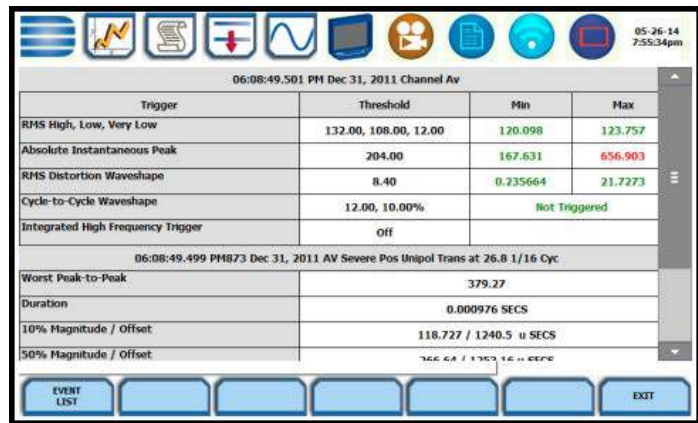 05-26-14
7:55:34pm
06:08:49.501 PM Dec 31, 2011 Channel Av
Trigger Threshold Min Max
RMS High, Low, Very Low 132.00, 108.00, 12.00 120.098 123.757
Absolute Instantaneous Peak 204.00 167.631 656.903
RMS Distortion Waveshape 8.40 0.235664 21.7273
Cycle-to-Cycle Waveshape 12.00, 10.00% Not Triggered
Integrated High Frequency Trigger Off
06:08:49.499 PM873 Dec 31, 2011 AV Severe Pos Unipol Trans at 26.8 1/16 Cyc
Worst Peak-to-Peak 379.27
Duration 0.000976 SECS
10% Magnitude / Offset 118.727 / 1240.5 u SECS
50% Magnitude / Offset 266.64 / 1253.16 u SECS
EVENT LIST EXIT